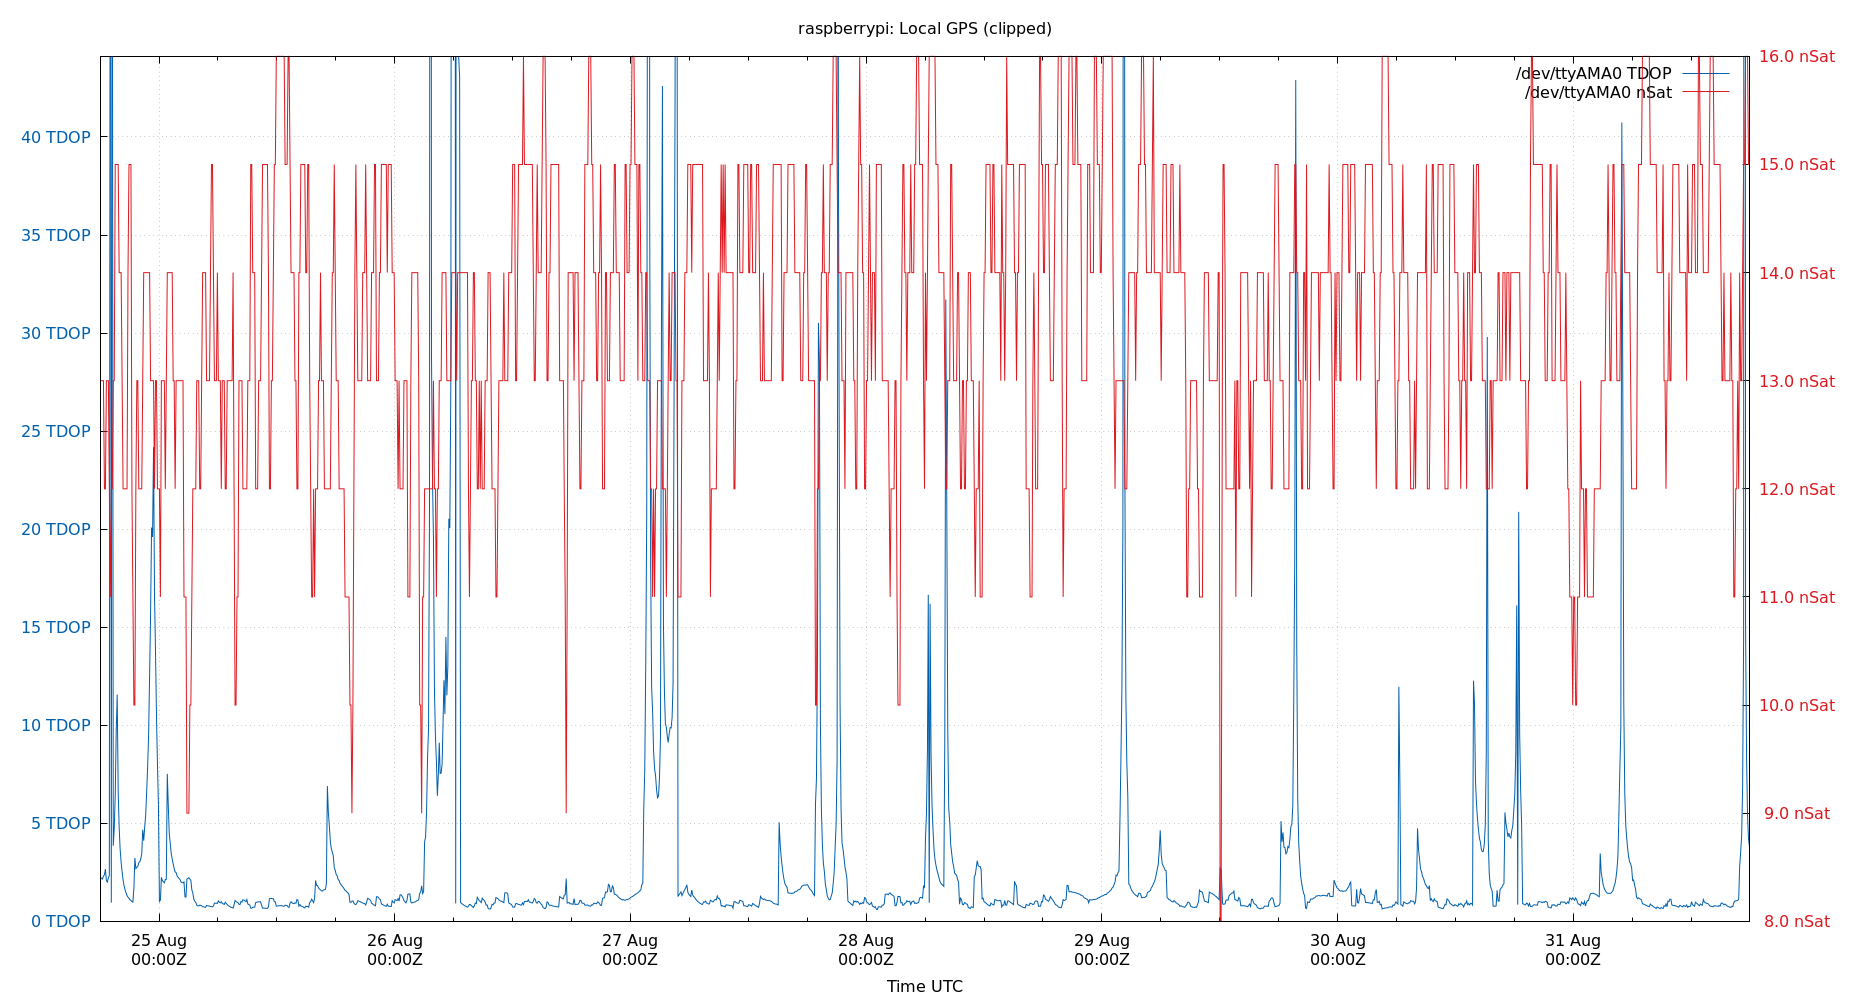 raspberrypi: Local GPS (clipped)
/dev/ttyAMA0 TDOP
/dev/ttyAMA0 nSat
40 TDOP
35 TDOP
30 TDOP
25 TDOP
20 TDOP
15 TDOP
10 TDOP
5 TDOP
0 TDOP
16.0 nSat
15.0 nSat
14.0 nSat
13.0 nSat
12.0 nSat
11.0 nSat
10.0 nSat
9.0 nSat
8.0 nSat
25 Aug 26 Aug 27 Aug 28 Aug 29 Aug 30 Aug 31 Aug
00:00Z 00:00Z 00:00Z 00:00Z 00:00Z 00:00Z 00:00Z
Time UTC